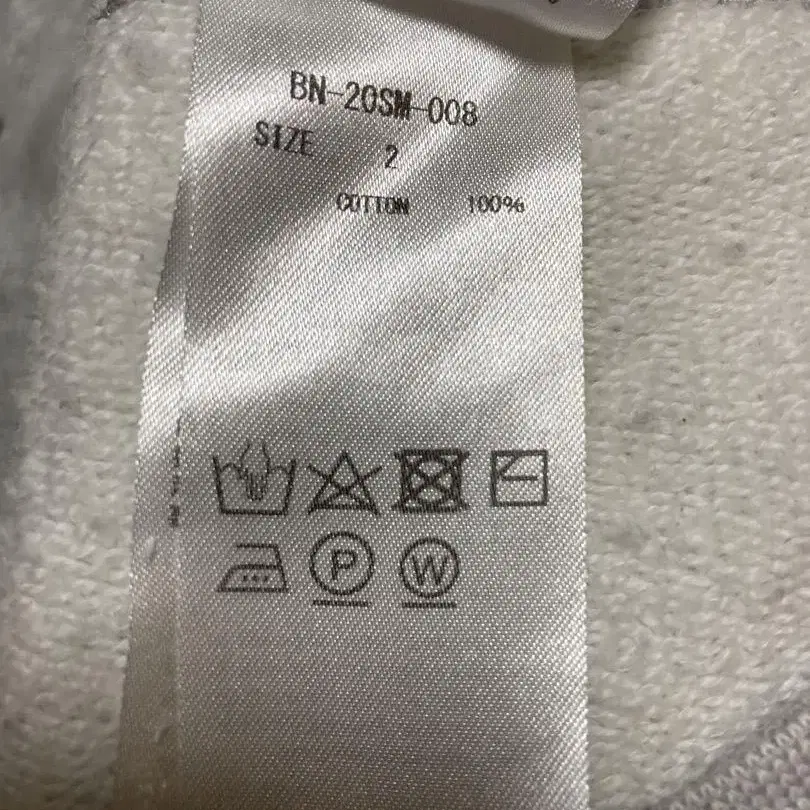 BN-20SM-008
SIZE 2
COTTON 100%
P W